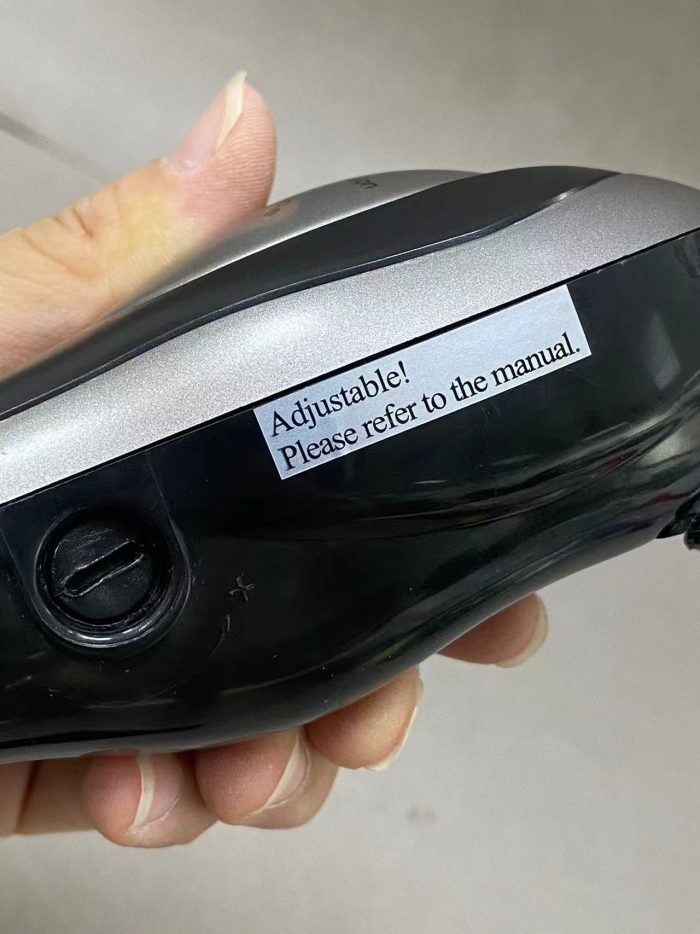 Adjustable!
Please refer to the manual.
+